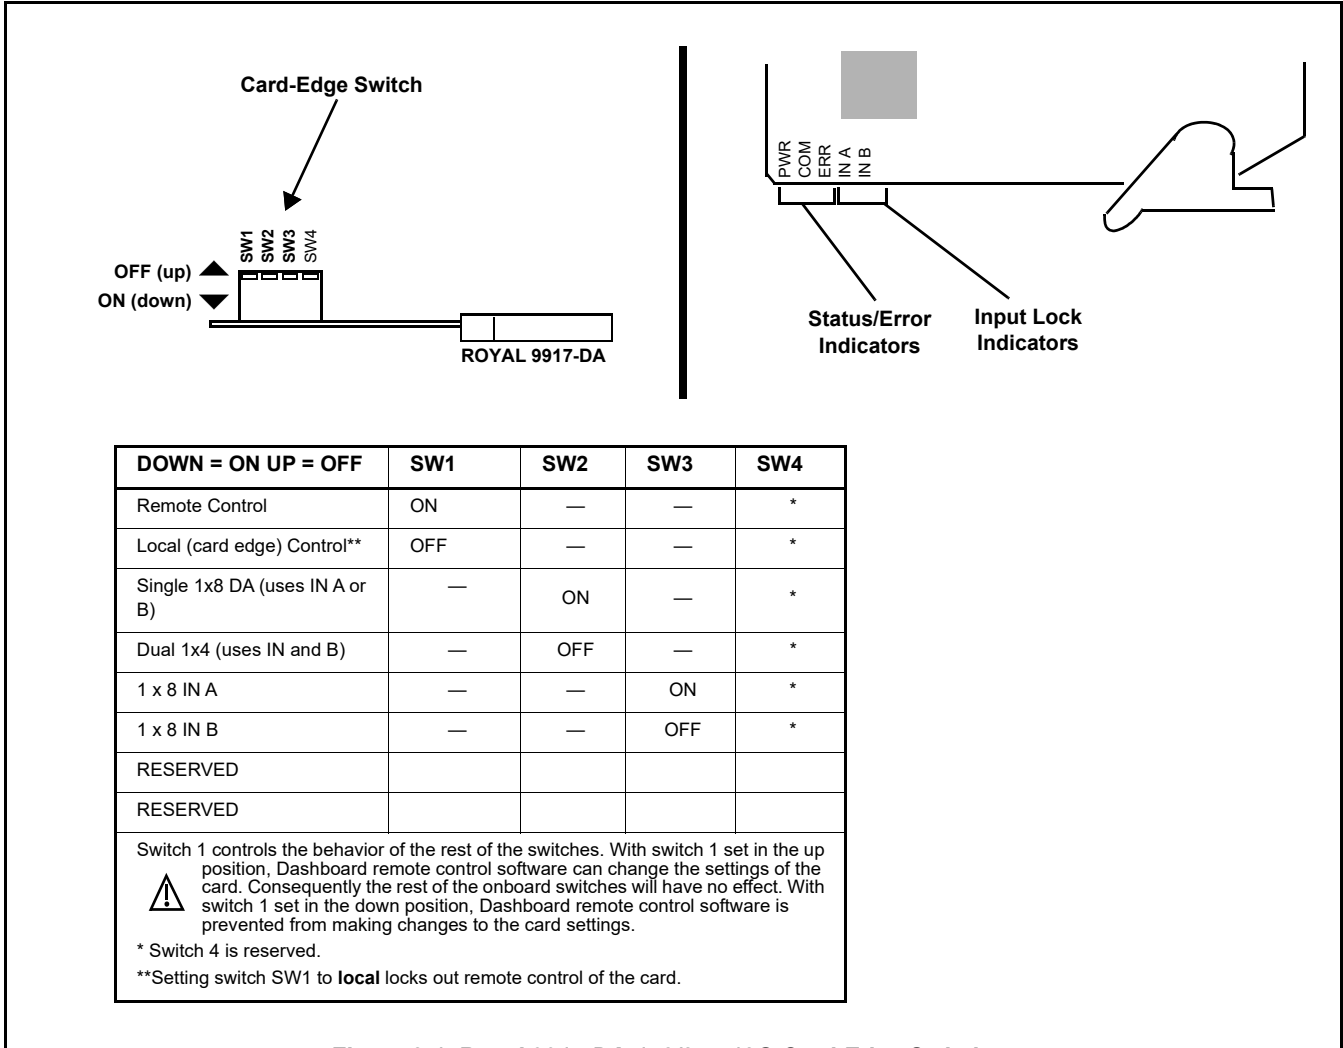 Card-Edge Switch
SW1
SW2
SW3
SW4
OFF (up)
ON (down)
ROYAL 9917-DA
PWR
COM
ERR
IN A
IN B
Status/Error
Indicators
Input Lock
Indicators
DOWN = ON UP = OFF SW1 SW2 SW3 SW4
Remote Control ON — — *
Local (card edge) Control** OFF — — *
Single 1x8 DA (uses IN A or
B) — ON — *
Dual 1x4 (uses IN and B) — OFF — *
1 x 8 IN A — — ON *
1 x 8 IN B — — OFF *
RESERVED
RESERVED
Switch 1 controls the behavior of the rest of the switches. With switch 1 set in the up
position, Dashboard remote control software can change the settings of the
card. Consequently the rest of the onboard switches will have no effect. With
switch 1 set in the down position, Dashboard remote control software is
prevented from making changes to the card settings.
* Switch 4 is reserved.
**Setting switch SW1 to local locks out remote control of the card.